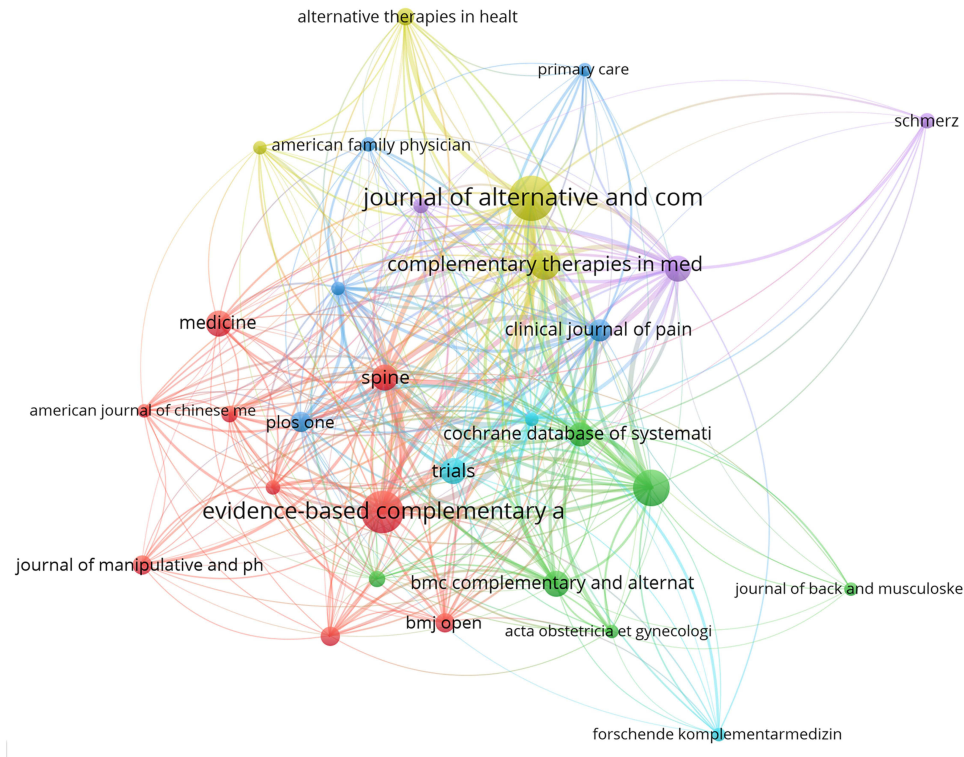 alternative therapies in healt
primary care
schmerz
american family physician
journal of alternative and com
complementary therapies in med
medicine
clinical journal of pain
spine
american journal of chinese me
plos one
cochrane database of systemati
trials
evidence-based complementary a
journal of manipulative and ph
bmc complementary and alternat
journal of back and musculoske
bmj open
acta obstetricia et gynecologi
forschende komplementarmedizin